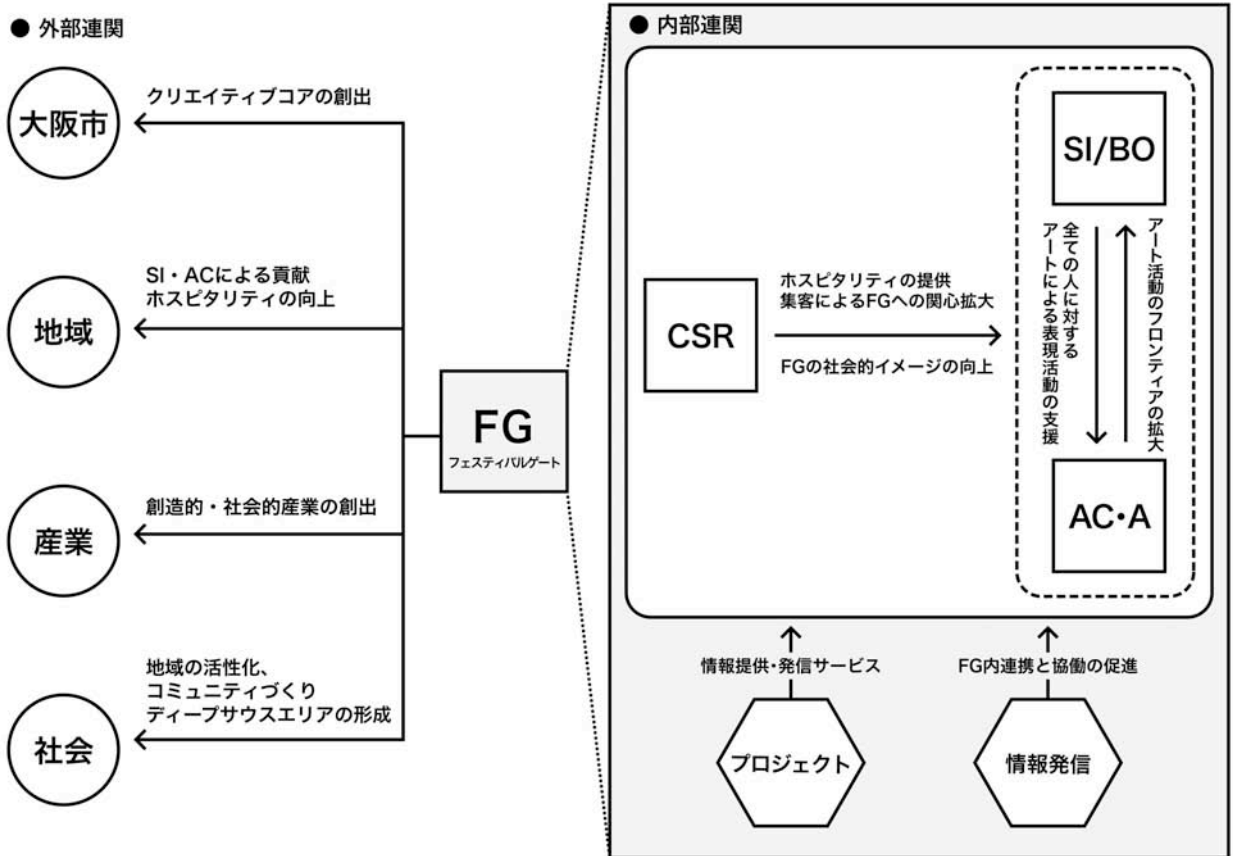 ● 外部連関
大阪市
クリエイティブコアの創出
地域
SI・ACによる貢献
ホスピタリティの向上
産業
創造的・社会的産業の創出
社会
地域の活性化、
コミュニティづくり
ディープサウスエリアの形成
FG
フェスティバルゲート
● 内部連関
CSR
ホスピタリティの提供
集客によるFGへの関心拡大
FGの社会的イメージの向上
SI/BO
全ての人に対する
アートによる表現活動の支援
アート活動のフロンティアの拡大
AC・A
情報提供・発信サービス
プロジェクト
FG内連携と協働の促進
情報発信